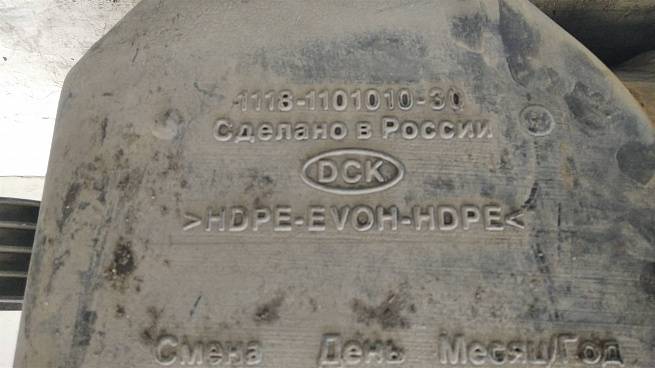 1118-1101010-30
Сделано в России
DCK
>HDPE-EVOH-HDPE<
Смена День Месяц/Год